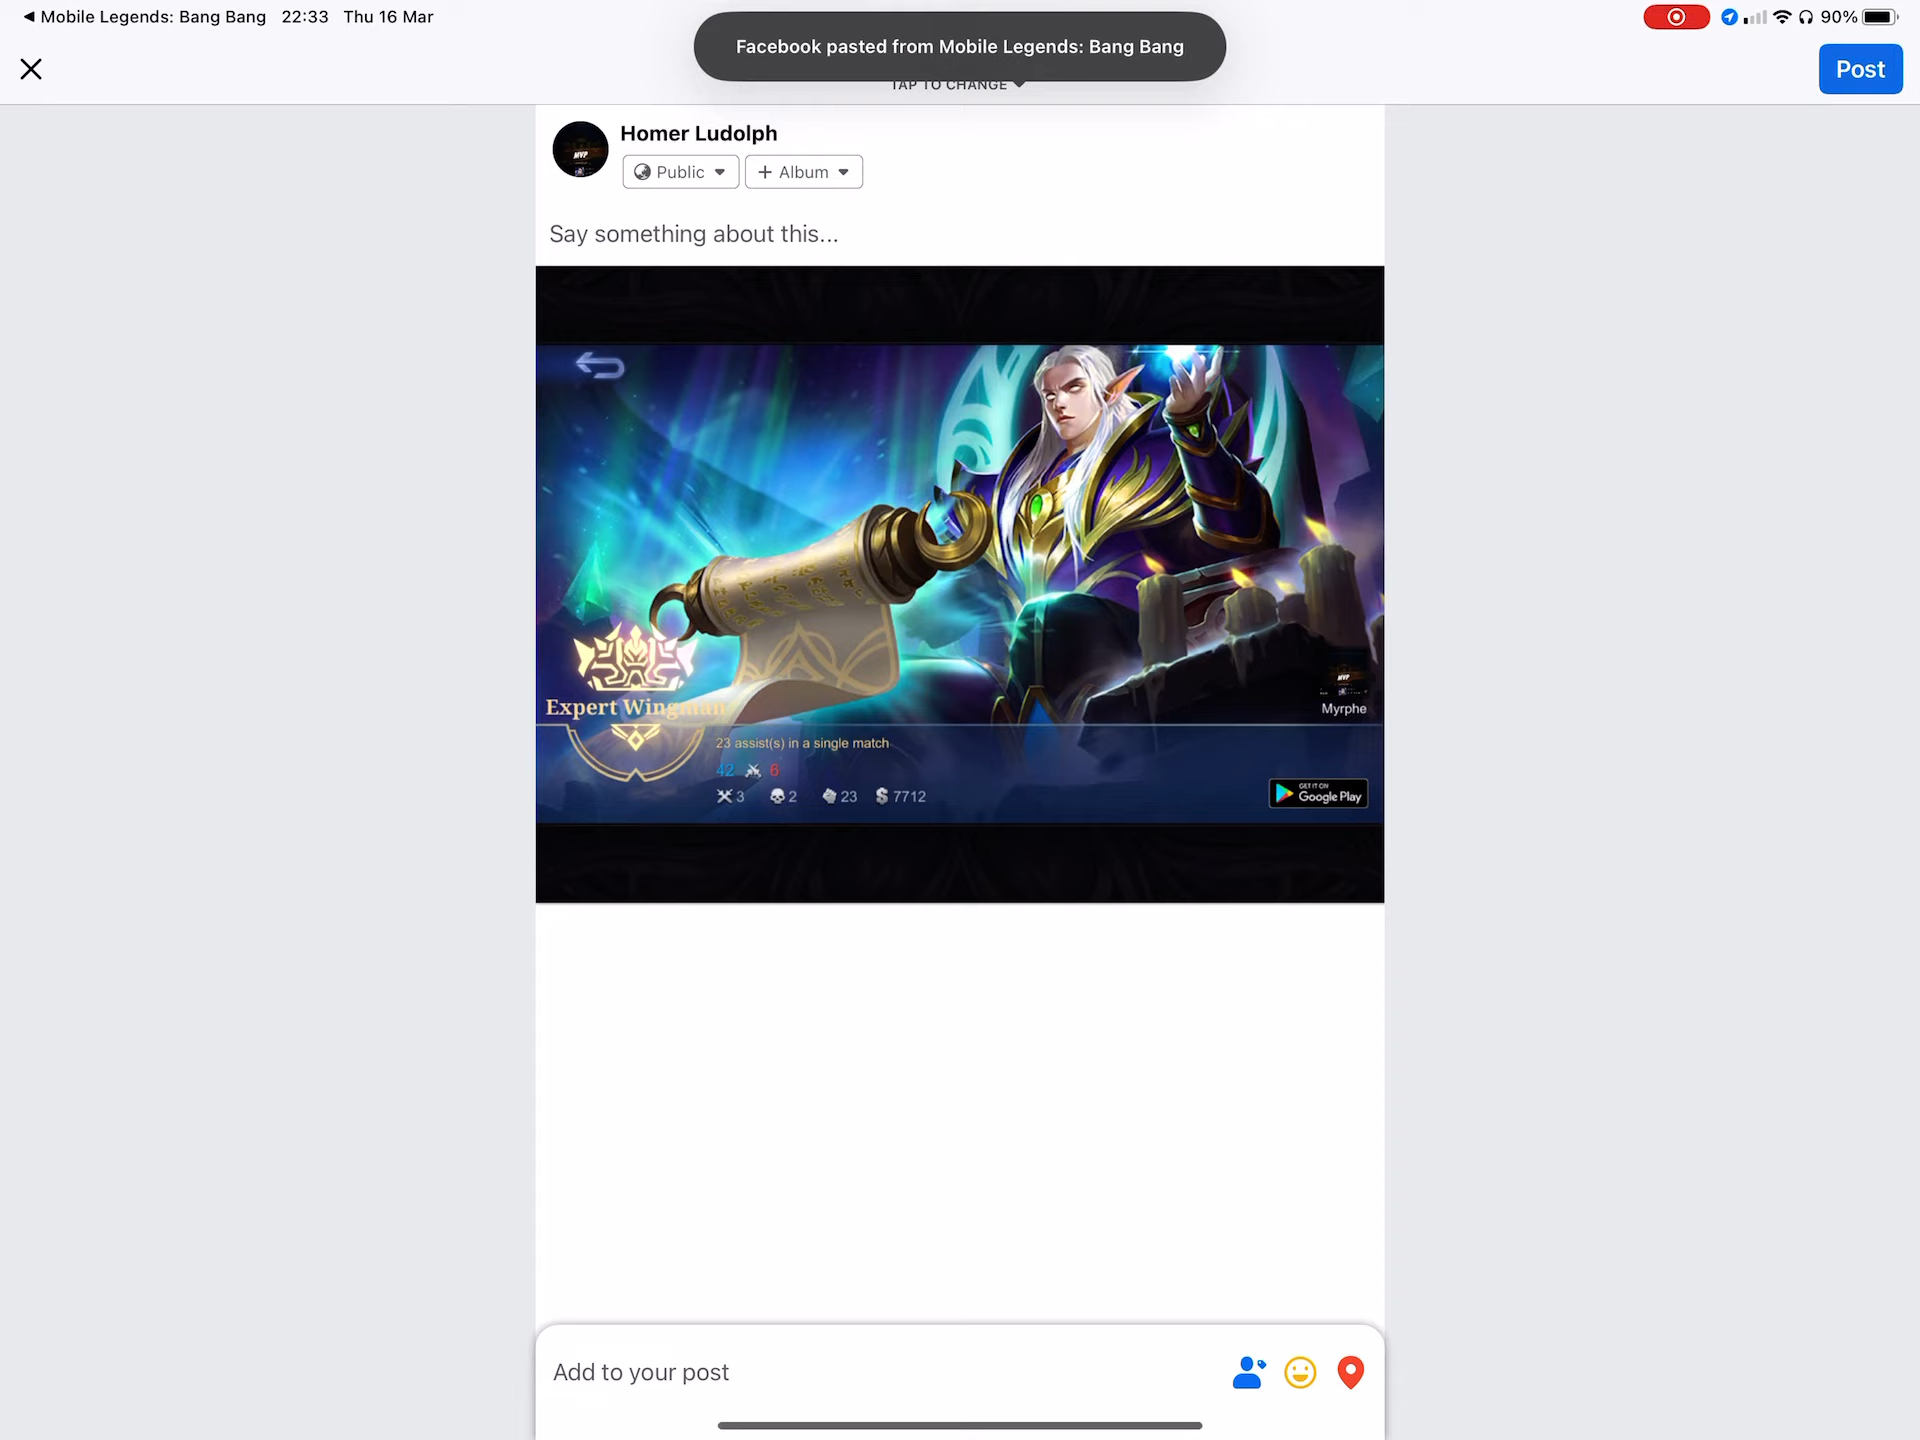 Mobile Legends: Bang Bang 22:33 Thu 16 Mar
90%
Facebook pasted from Mobile Legends: Bang Bang
TAP TO CHANGE
Post
Homer Ludolph
Public
+ Album
Say something about this...
MVP
Expert Wingman
Myrphe
23 assist(s) in a single match
42 6
3 2 23 7712
GET IT ON
Google Play
Add to your post